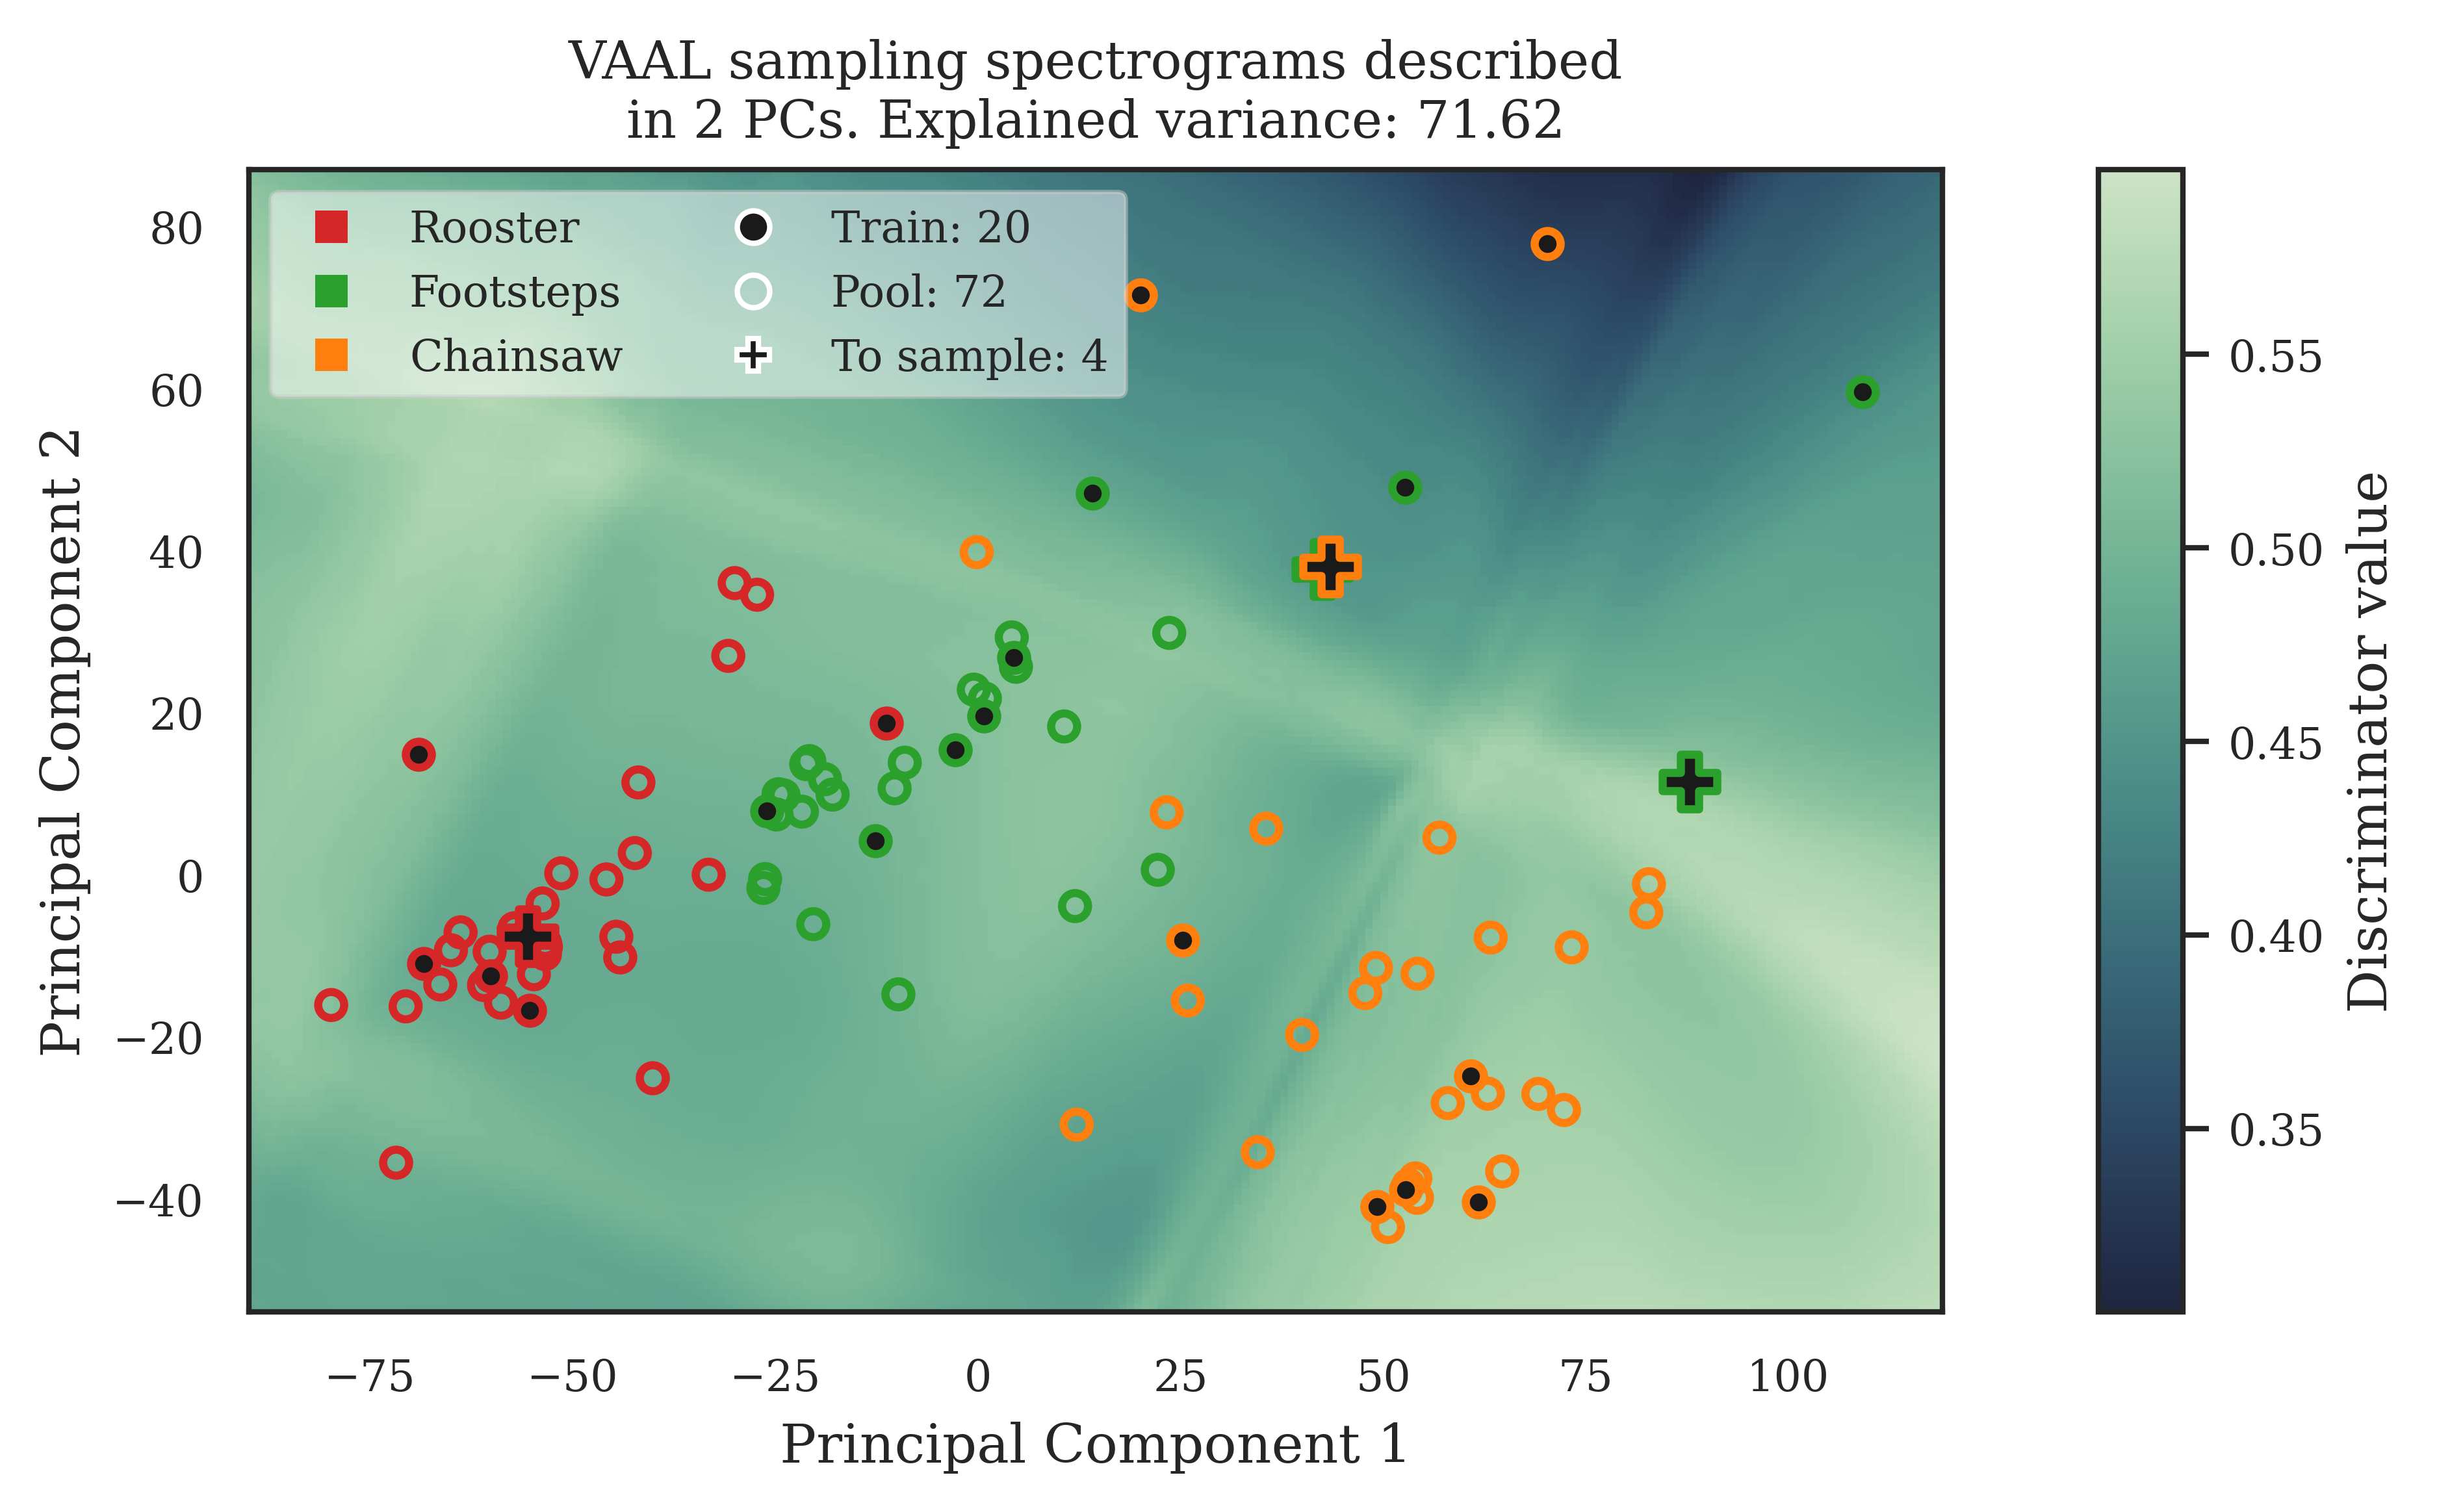 VAAL sampling spectrograms described
in 2 PCs. Explained variance: 71.62
Rooster
Footsteps
Chainsaw
Train: 20
Pool: 72
To sample: 4
Principal Component 2
80
60
40
20
0
−20
−40
−75
−50
−25
0
25
50
75
100
Principal Component 1
0.55
0.50
0.45
0.40
0.35
Discriminator value